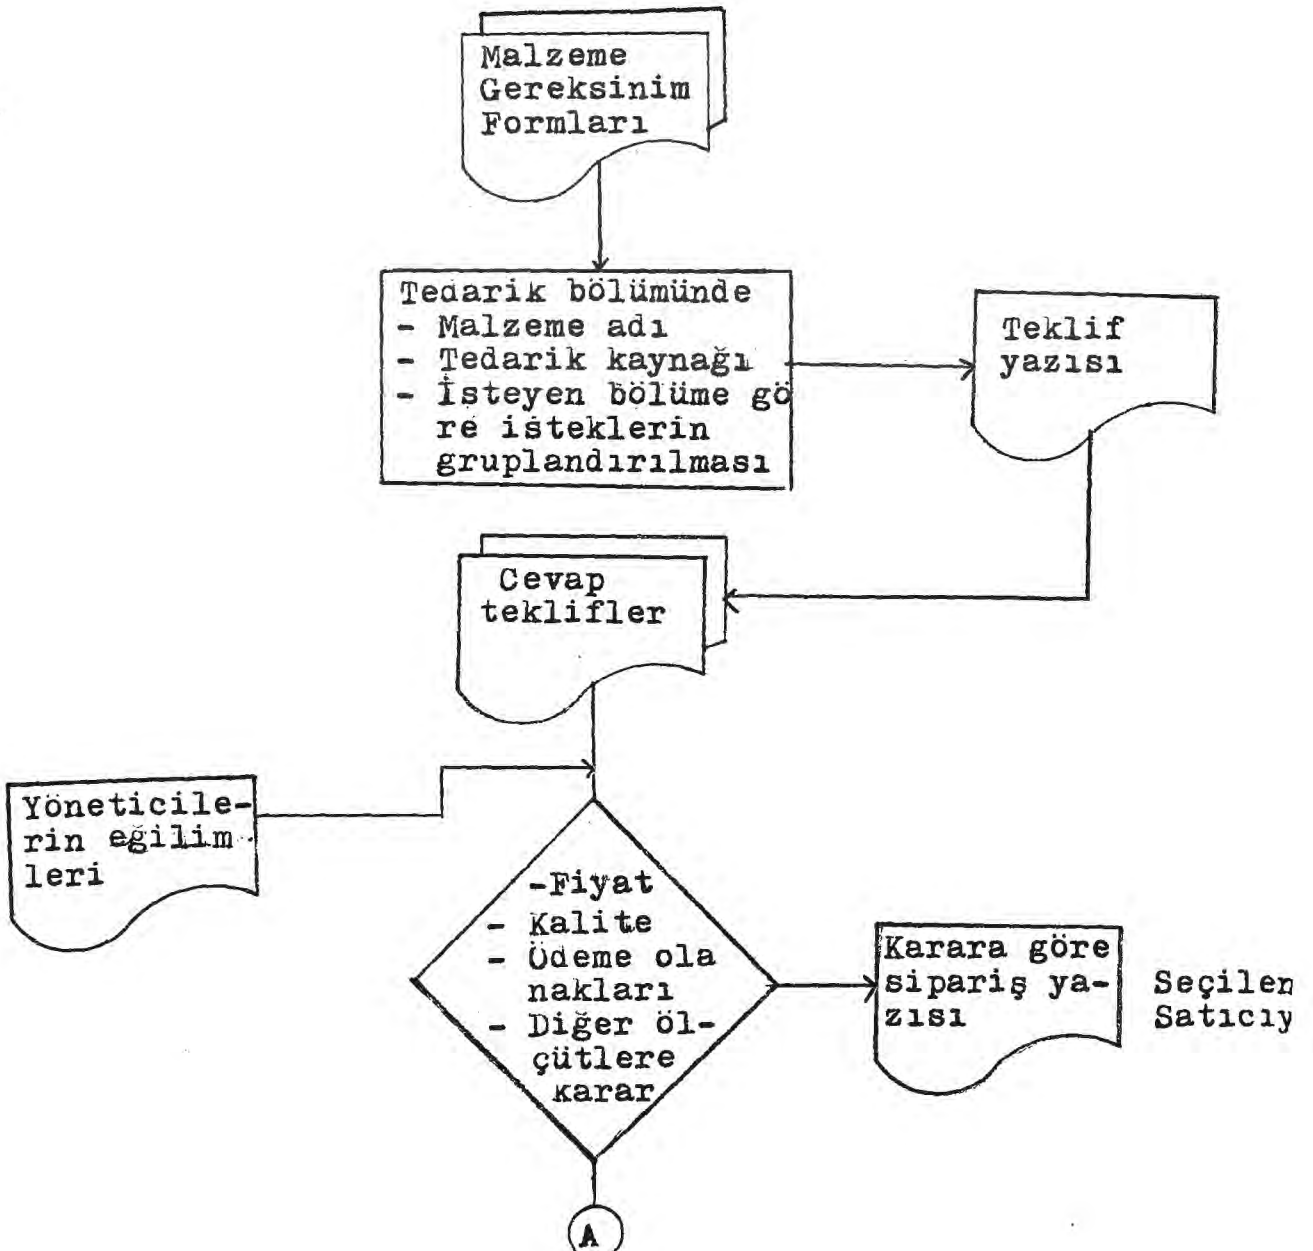 Malzeme
Gereksinim
Formları
Tedarik bölümünde
- Malzeme adı
- Tedarik kaynağı
- İsteyen bölüme gö
re isteklerin
gruplandırılması
Teklif
yazısı
Cevap
teklifler
Yöneticile-
rin eğilim
leri
-Fiyat
- Kalite
- Ödeme ola
nakları
- Diğer öl-
çütlere
karar
Karara göre
sipariş ya-
zısı
Seçilen
Satıcıy
A